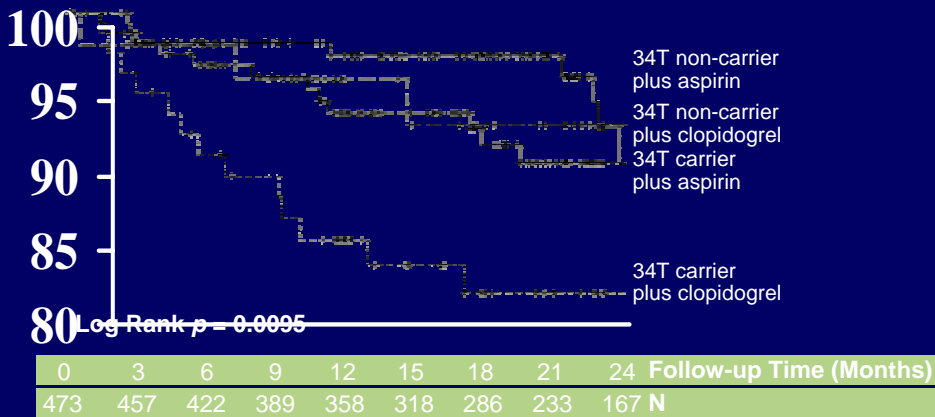 100
95
90
85
80
34T non-carrier
plus aspirin
34T non-carrier
plus clopidogrel
34T carrier
plus aspirin
34T carrier
plus clopidogrel
Log Rank p = 0.0095
0 3 6 9 12 15 18 21 24 Follow-up Time (Months)
473 457 422 389 358 318 286 233 167 N